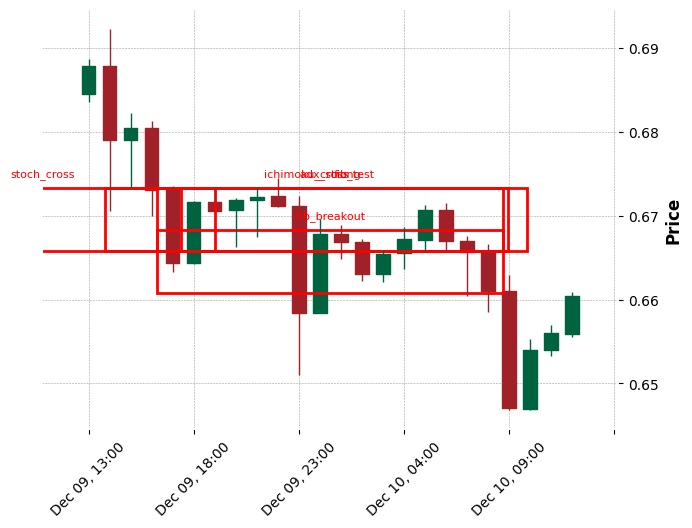 0.69
0.68
stoch_cross
0.67
0.66
0.65
Price
Dec 09, 13:00
Dec 09, 18:00
Dec 09, 23:00
Dec 10, 04:00
Dec 10, 09:00